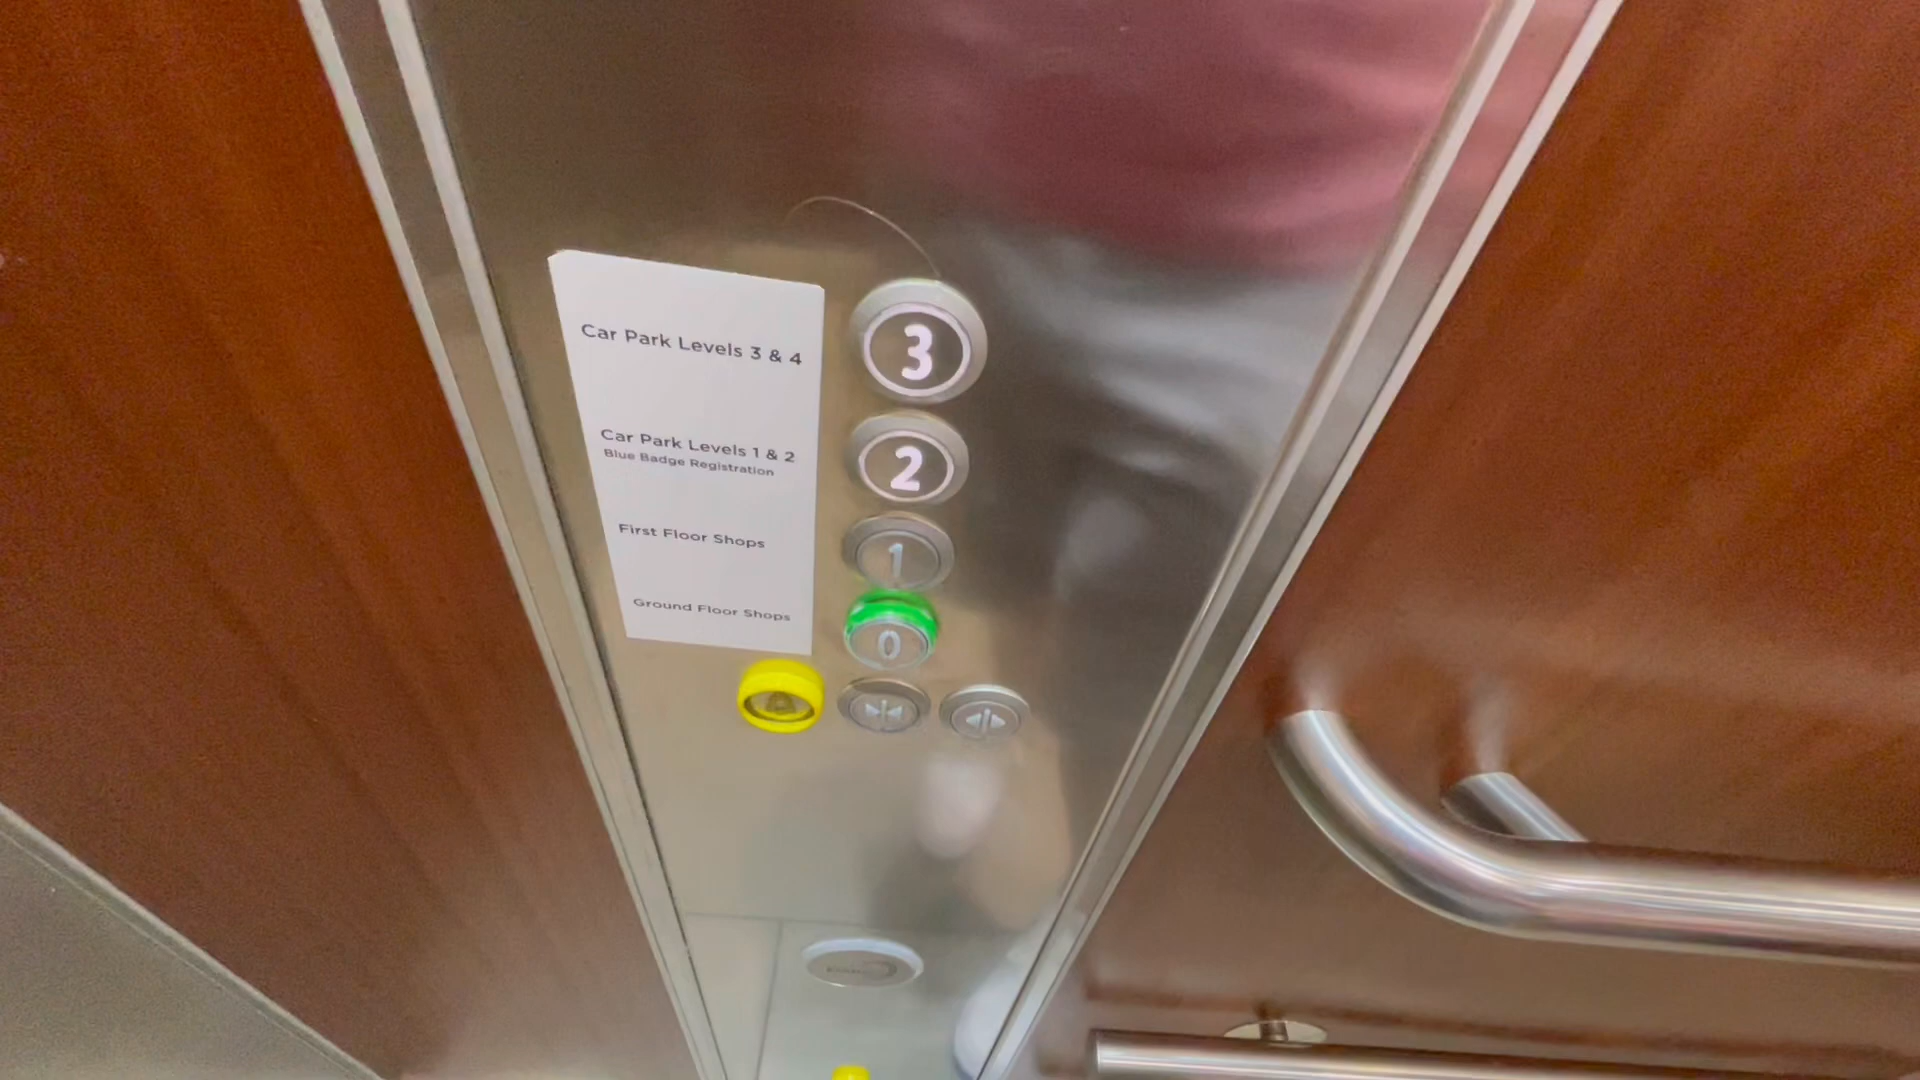 Car Park Levels 3 & 4
3
Car Park Levels 1 & 2
Blue Badge Registration
2
First Floor Shops
1
Ground Floor Shops
0